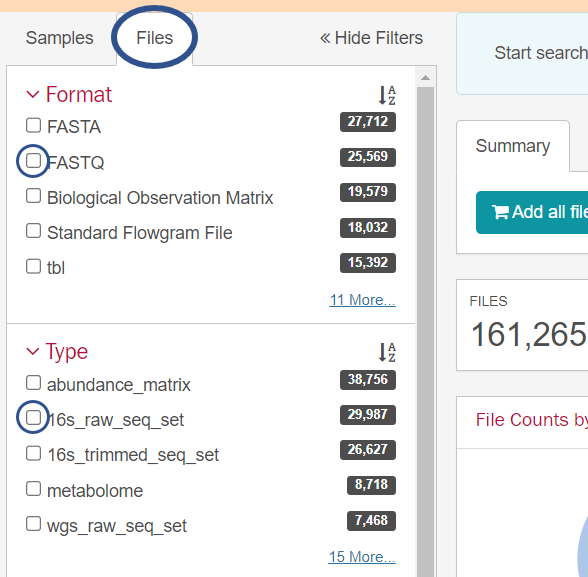 Samples
Files
« Hide Filters
Format
A
Z
FASTA
27,712
FASTQ
25,569
Biological Observation Matrix
19,579
Standard Flowgram File
18,032
tbl
15,392
11 More...
Type
A
Z
abundance_matrix
38,756
16s_raw_seq_set
29,987
16s_trimmed_seq_set
26,627
metabolome
8,718
wgs_raw_seq_set
7,468
15 More...
Start search
Summary
Add all file
FILES
161,265
File Counts by